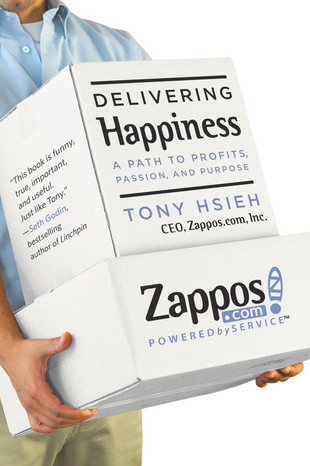 DELIVERING
Happiness
A PATH TO PROFITS,
PASSION, AND PURPOSE
TONY HSIEH
CEO, Zappos.com, Inc.
“This book is funny,
true, important,
and useful.
Just like Tony.”
—Seth Godin,
bestselling
author of Linchpin
Zappos
.com
POWERED by SERVICE™